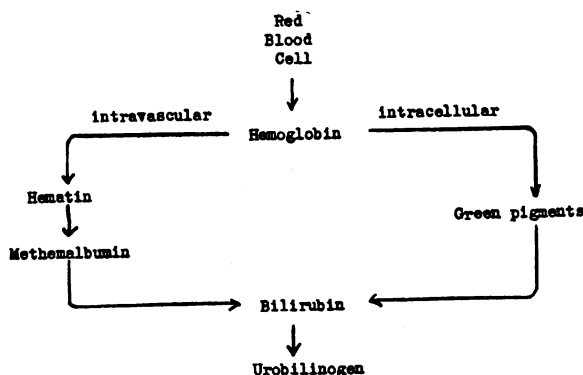 Red
Blood
Cell
intravascular
intracellular
Hemoglobin
Hematin
Green pigments
Methemalbumin
Bilirubin
Urobilinogen